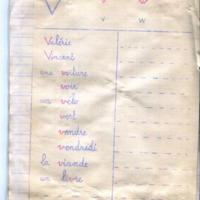 V
v w
Valérie
Vincent
une voiture
voir
un vélo
vert
vendre
vendredi
la viande
un livre